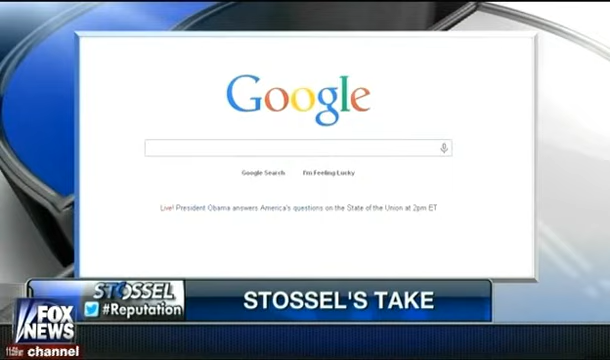 Google
Google Search I'm Feeling Lucky
Live! President Obama answers America's questions on the State of the Union at 2pm ET
STOSSEL
#Reputation
STOSSEL'S TAKE
FOX
NEWS
channel